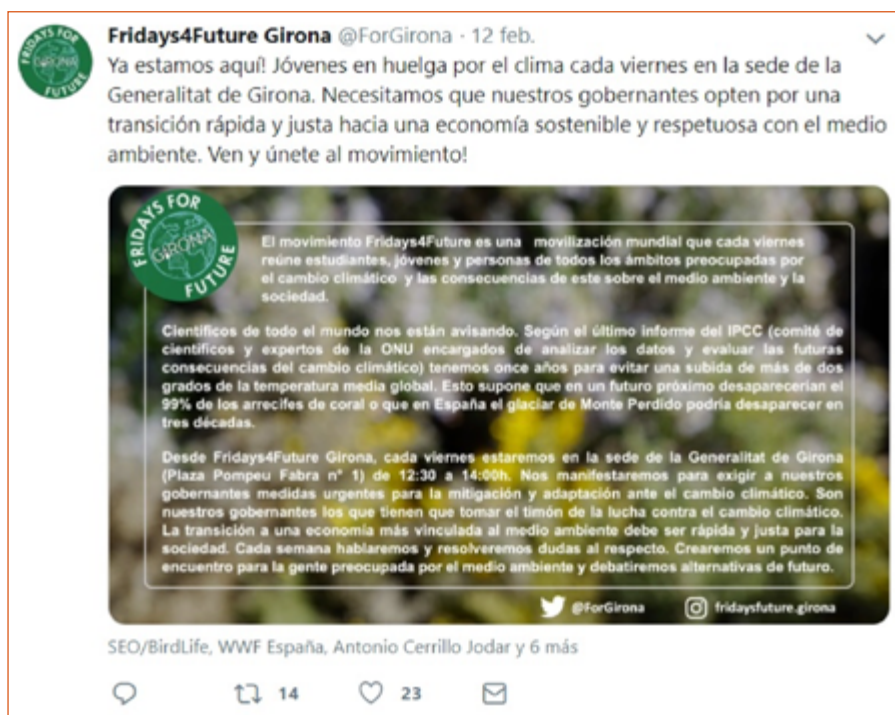 FRIDAYS FOR
GIRONA
FUTURE
Fridays4Future Girona @ForGirona · 12 feb.
Ya estamos aquí! Jóvenes en huelga por el clima cada viernes en la sede de la
Generalitat de Girona. Necesitamos que nuestros gobernantes opten por una
transición rápida y justa hacia una economía sostenible y respetuosa con el medio
ambiente. Ven y únete al movimiento!
FRIDAYS FOR
GIRONA
FUTURE
El movimiento Fridays4Future es una movilización mundial que cada viernes
reúne estudiantes, jóvenes y personas de todos los ámbitos preocupadas por
el cambio climático y las consecuencias de este sobre el medio ambiente y la
sociedad.
Científicos de todo el mundo nos están avisando. Según el último informe del IPCC (comité de
científicos y expertos de la ONU encargados de analizar los datos y evaluar las futuras
consecuencias del cambio climático) tenemos once años para evitar una subida de más de dos
grados de la temperatura media global. Esto supone que en un futuro próximo desaparecerían el
99% de los arrecifes de coral o que en España el glaciar de Monte Perdido podría desaparecer en
tres décadas.
Desde Fridays4Future Girona, cada viernes estaremos en la sede de la Generalitat de Girona
(Plaza Pompeu Fabra nº 1) de 12:30 a 14:00h. Nos manifestaremos para exigir a nuestros
gobernantes medidas urgentes para la mitigación y adaptación ante el cambio climático. Son
nuestros gobernantes los que tienen que tomar el timón de la lucha contra el cambio climático.
La transición a una economía más vinculada al medio ambiente debe ser rápida y justa para la
sociedad. Cada semana hablaremos y resolveremos dudas al respecto. Crearemos un punto de
encuentro para la gente preocupada por el medio ambiente y debatiremos alternativas de futuro.
@ForGirona fridaysfuture.girona
SEO/BirdLife, WWF España, Antonio Cerrillo Jodar y 6 más
14 23